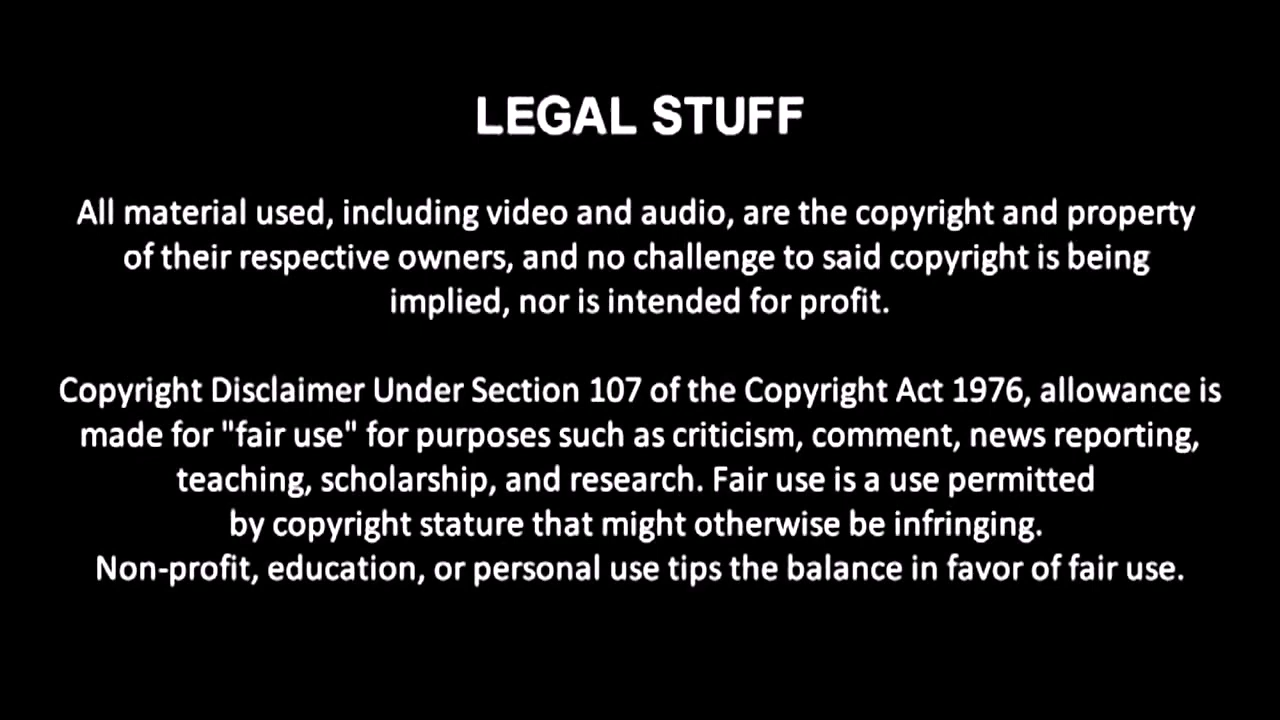 LEGAL STUFF
All material used, including video and audio, are the copyright and property
of their respective owners, and no challenge to said copyright is being
implied, nor is intended for profit.
Copyright Disclaimer Under Section 107 of the Copyright Act 1976, allowance is
made for "fair use" for purposes such as criticism, comment, news reporting,
teaching, scholarship, and research. Fair use is a use permitted
by copyright stature that might otherwise be infringing.
Non-profit, education, or personal use tips the balance in favor of fair use.